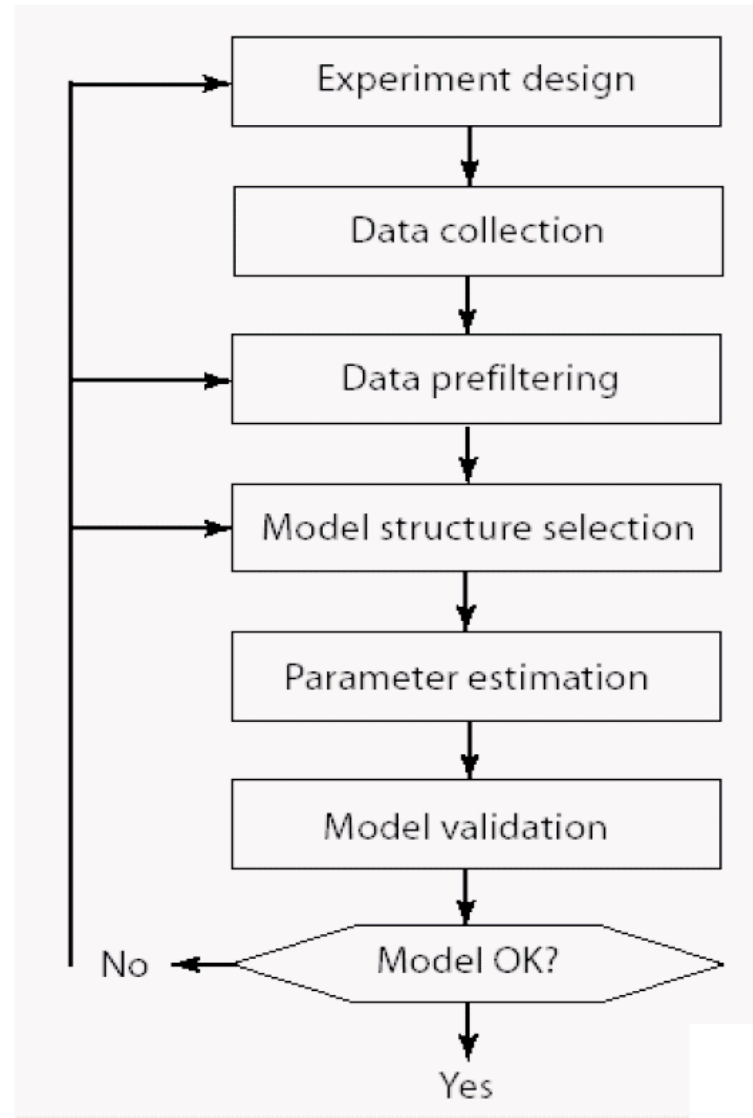 Experiment design
Data collection
Data prefiltering
Model structure selection
Parameter estimation
Model validation
No
Model OK?
Yes